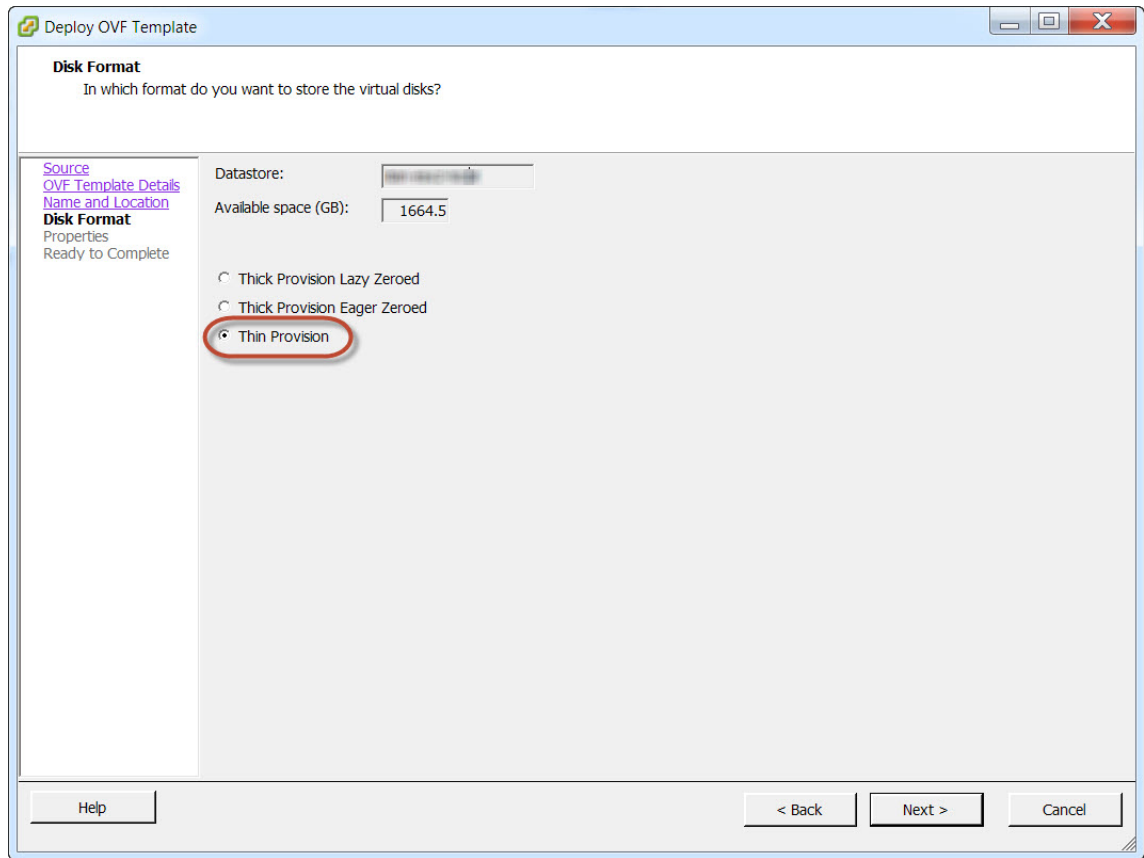 Deploy OVF Template
Disk Format
In which format do you want to store the virtual disks?
Source
OVF Template Details
Name and Location
Disk Format
Properties
Ready to Complete
Datastore:
Available space (GB): 1664.5
Thick Provision Lazy Zeroed
Thick Provision Eager Zeroed
Thin Provision
Help
< Back
Next >
Cancel